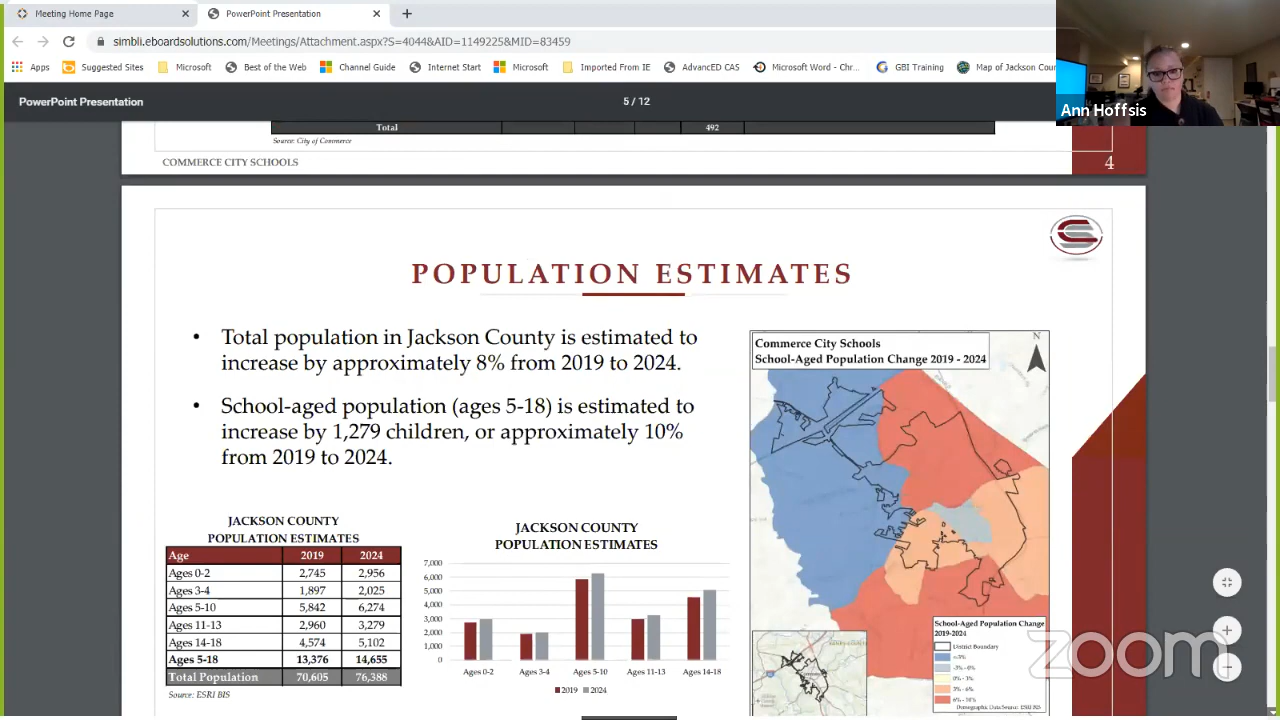 Meeting Home Page
PowerPoint Presentation
simbli.eboardsolutions.com/Meetings/Attachment.aspx?S=4044&AID=1149225&MID=83459
Apps Suggested Sites Microsoft Best of the Web Channel Guide Internet Start Microsoft Imported From IE AdvancED CAS Microsoft Word - Chr... GBI Training Map of Jackson Coun
Ann Hoffsis
PowerPoint Presentation
5 / 12
Total 492
Source: City of Commerce
COMMERCE CITY SCHOOLS
4
POPULATION ESTIMATES
• Total population in Jackson County is estimated to
increase by approximately 8% from 2019 to 2024.
• School-aged population (ages 5-18) is estimated to
increase by 1,279 children, or approximately 10%
from 2019 to 2024.
JACKSON COUNTY
POPULATION ESTIMATES
Age 2019 2024
Ages 0-2 2,745 2,956
Ages 3-4 1,897 2,025
Ages 5-10 5,842 6,274
Ages 11-13 2,960 3,279
Ages 14-18 4,574 5,102
Ages 5-18 13,376 14,655
Total Population 70,605 76,388
Source: ESRI BIS
JACKSON COUNTY
POPULATION ESTIMATES
7,000
6,000
5,000
4,000
3,000
2,000
1,000
0
Ages 0-2 Ages 3-4 Ages 5-10 Ages 11-13 Ages 14-18
2019 2024
Commerce City Schools
School-Aged Population Change 2019 - 2024
N
School-Aged Population Change
2019-2024
District Boundary
-3% - 0%
0% - 3%
3% - 6%
zoom